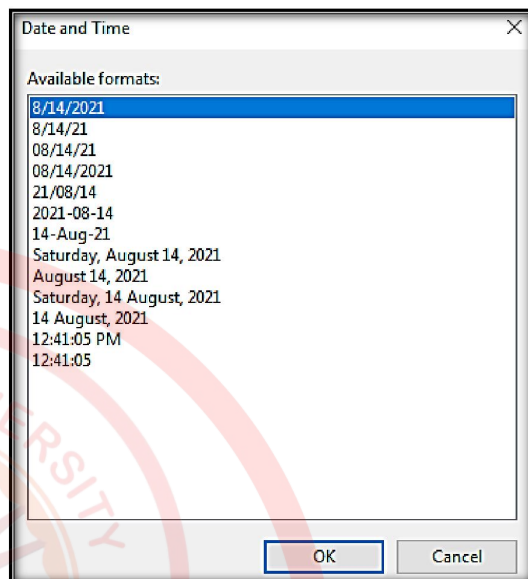 Date and Time
Available formats:
8/14/2021
8/14/21
08/14/21
08/14/2021
21/08/14
2021-08-14
14-Aug-21
Saturday, August 14, 2021
August 14, 2021
Saturday, 14 August, 2021
14 August, 2021
12:41:05 PM
12:41:05
ERSITY
OK
Cancel